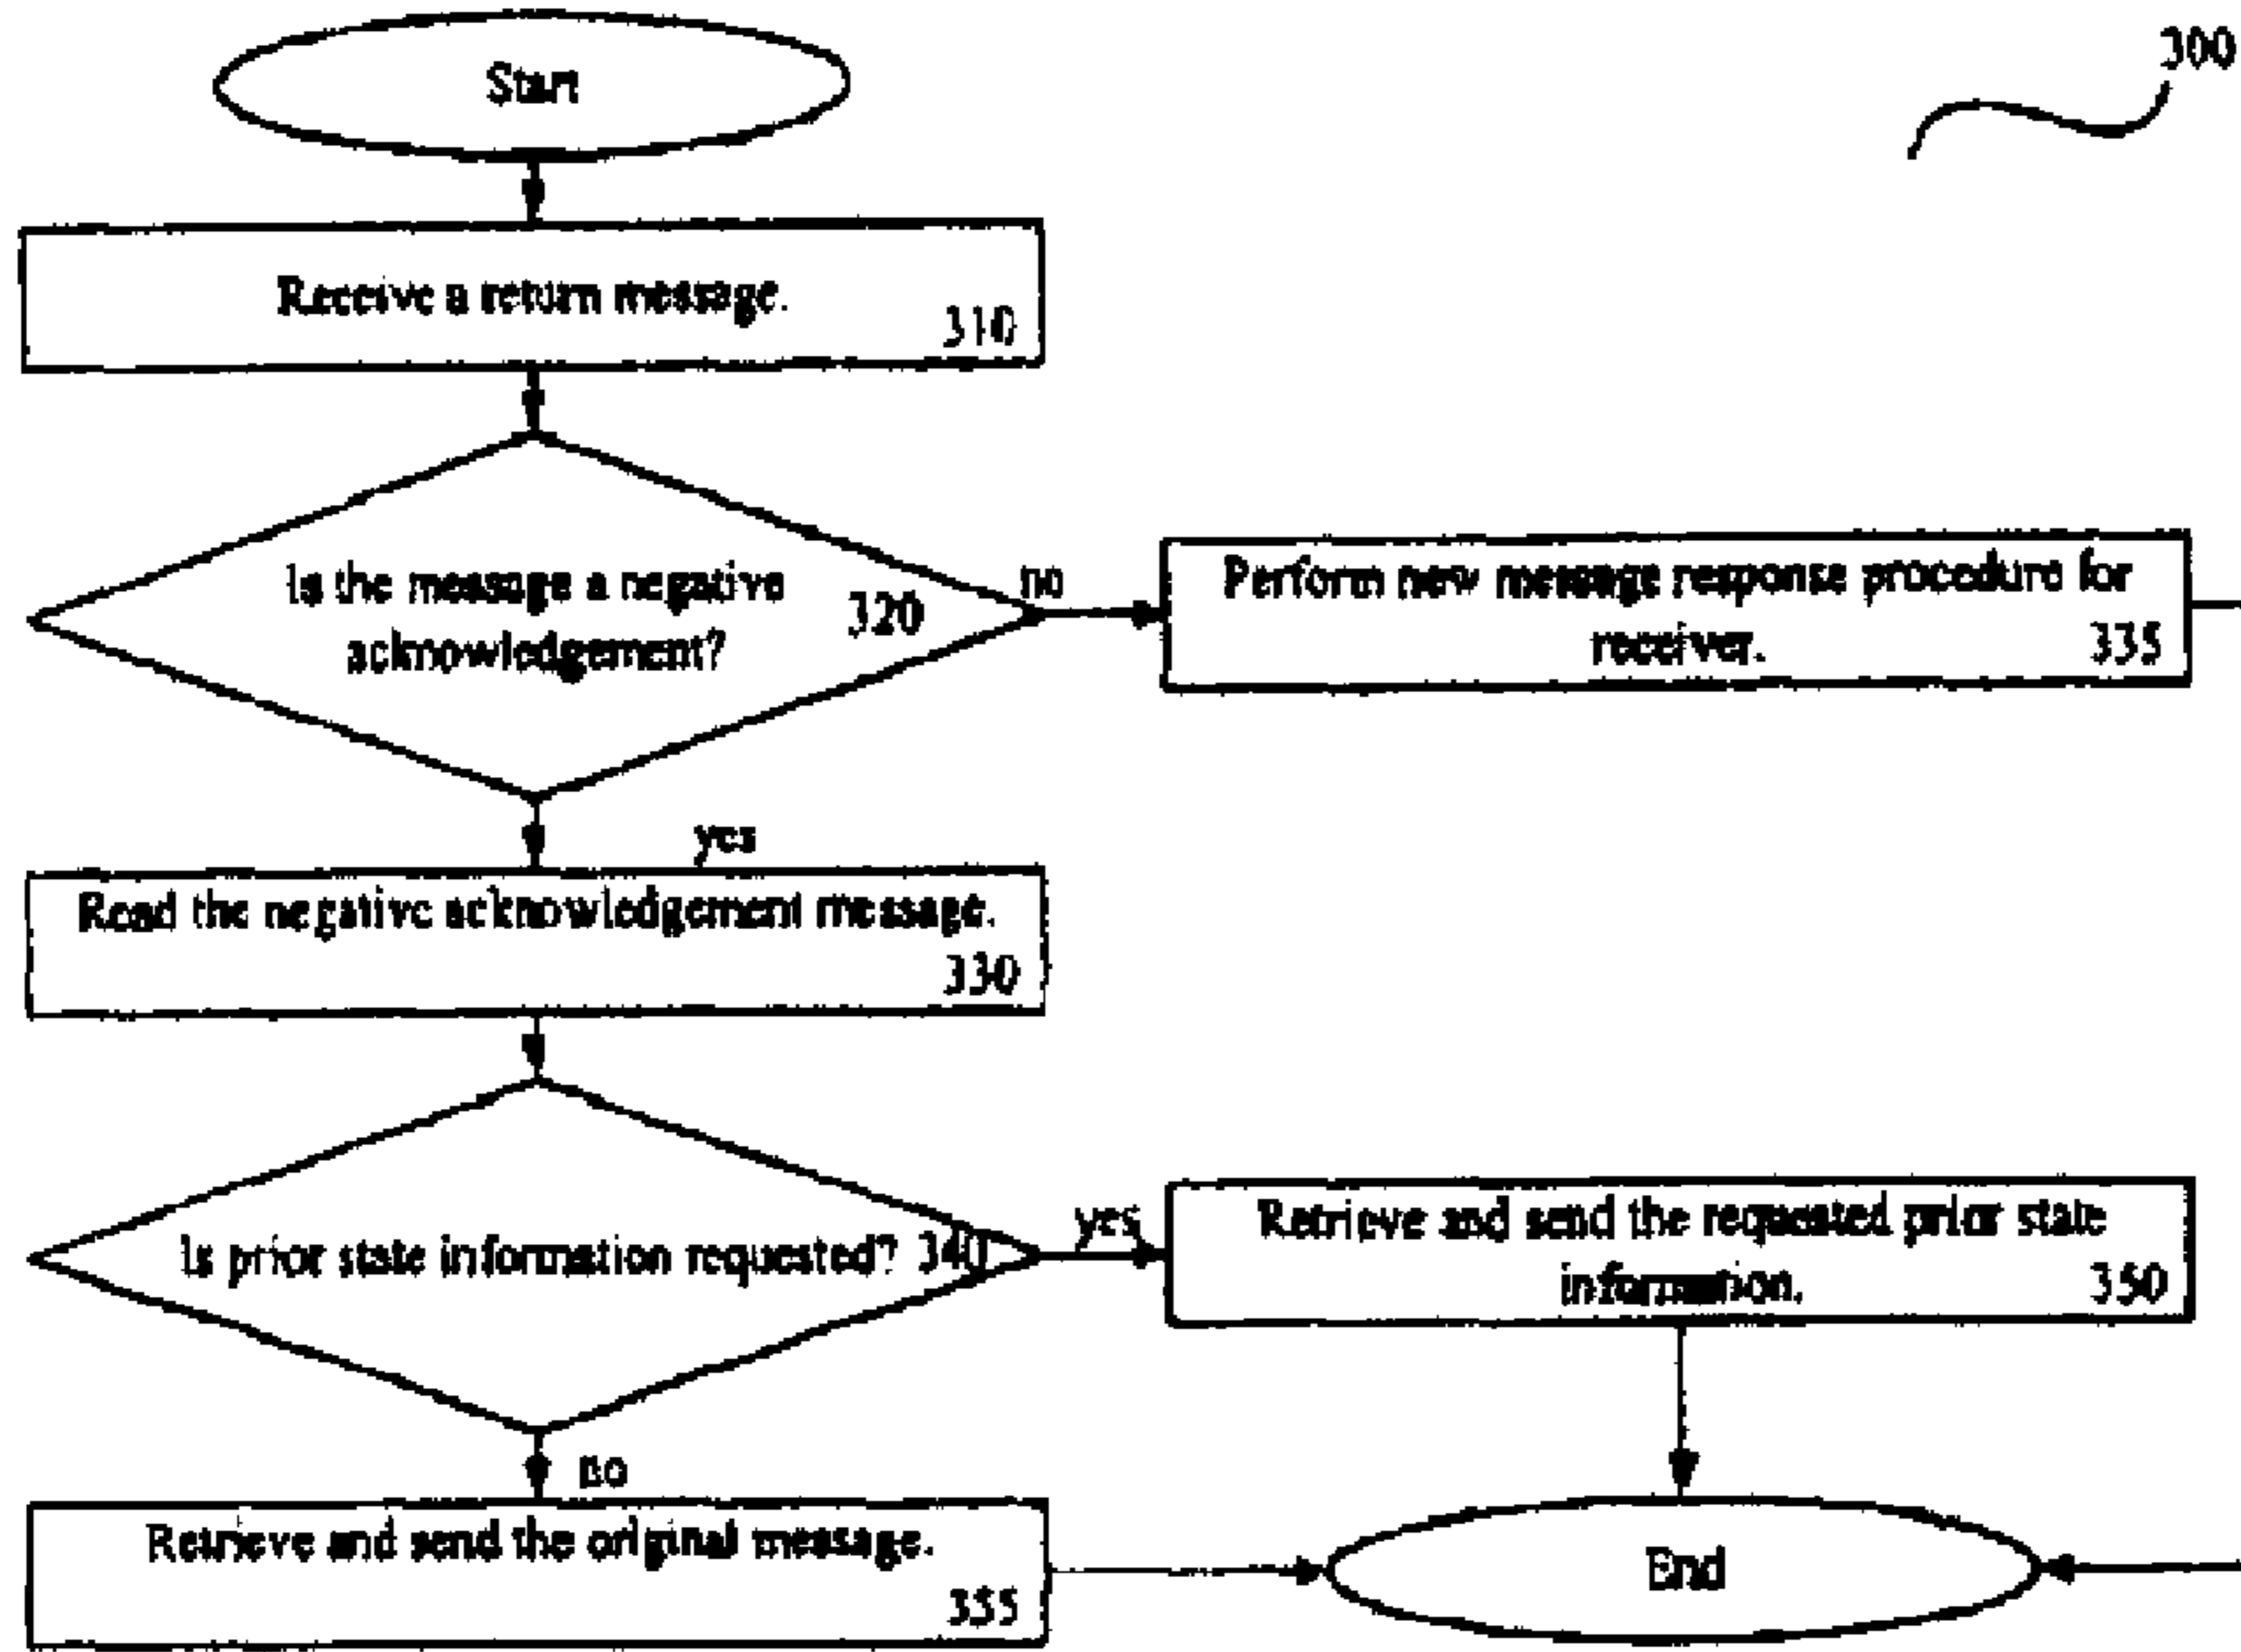 Start
300
Receive a return message.
310
Is the message a negative
acknowledgement?
320
no
Perform new message response procedure for
receiver.
335
yes
Read the negative acknowledgement message.
330
Is prior state information requested? 340
yes
Retrieve and send the requested prior state
information.
350
no
Retrieve and send the original message.
355
End